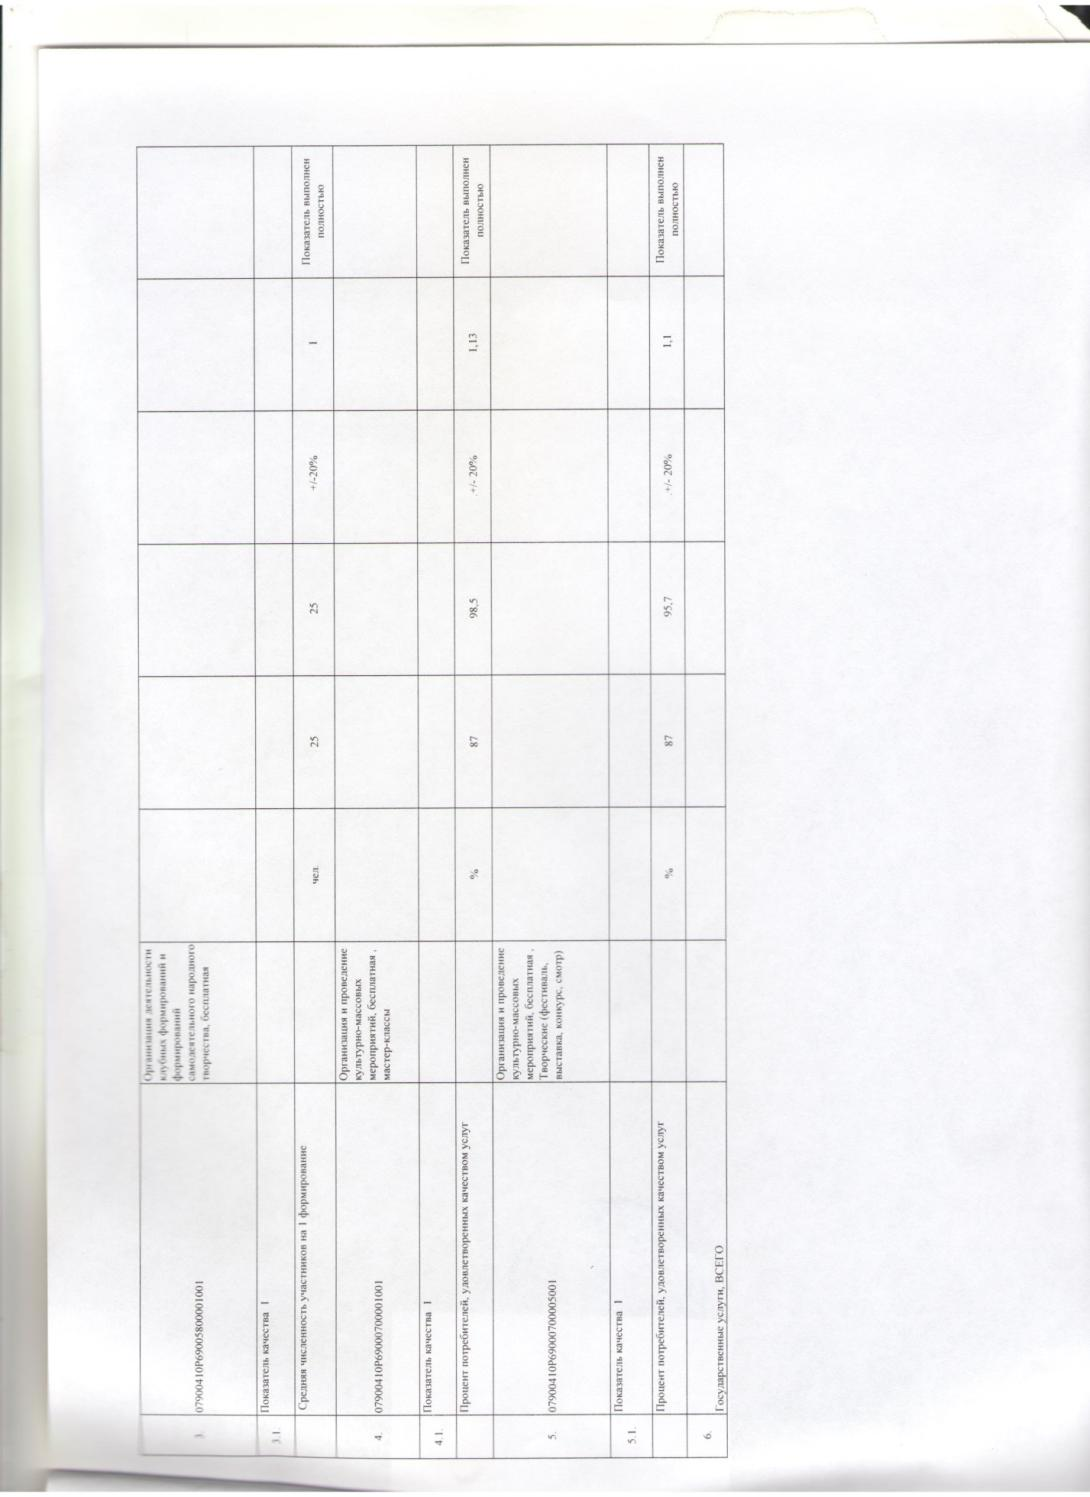 3. 07900410Р69005800001001 Организация деятельности
клубных формирований и
формирований
самодеятельного народного
творчества, бесплатная
3.1. Показатель качества 1
Средняя численность участников на 1 формирование чел. 25 25 +/-20% 1 Показатель выполнен
полностью
4. 07900410Р69000700001001 Организация и проведение
культурно-массовых
мероприятий, бесплатная ,
мастер-классы
4.1. Показатель качества 1
Процент потребителей, удовлетворенных качеством услуг % 87 98,5 +/- 20% 1,13 Показатель выполнен
полностью
5. 07900410Р69000700005001 Организация и проведение
культурно-массовых
мероприятий, бесплатная ,
Творческие (фестиваль,
выставка, конкурс, смотр)
5.1. Показатель качества 1
Процент потребителей, удовлетворенных качеством услуг % 87 95,7 +/- 20% 1,1 Показатель выполнен
полностью
6. Государственные услуги, ВСЕГО